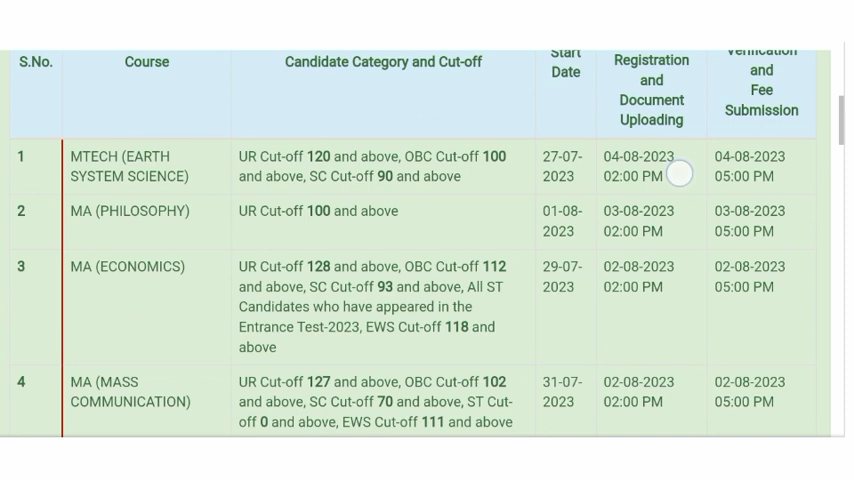 S.No.
Course
Candidate Category and Cut-off
Start
Date
Registration
and
Document
Uploading
Verification
and
Fee
Submission
1
MTECH (EARTH
SYSTEM SCIENCE)
UR Cut-off 120 and above, OBC Cut-off 100
and above, SC Cut-off 90 and above
27-07-
2023
04-08-2023
02:00 PM
04-08-2023
05:00 PM
2
MA (PHILOSOPHY)
UR Cut-off 100 and above
01-08-
2023
03-08-2023
02:00 PM
03-08-2023
05:00 PM
3
MA (ECONOMICS)
UR Cut-off 128 and above, OBC Cut-off 112
and above, SC Cut-off 93 and above, All ST
Candidates who have appeared in the
Entrance Test-2023, EWS Cut-off 118 and
above
29-07-
2023
02-08-2023
02:00 PM
02-08-2023
05:00 PM
4
MA (MASS
COMMUNICATION)
UR Cut-off 127 and above, OBC Cut-off 102
and above, SC Cut-off 70 and above, ST Cut-
off 0 and above, EWS Cut-off 111 and above
31-07-
2023
02-08-2023
02:00 PM
02-08-2023
05:00 PM